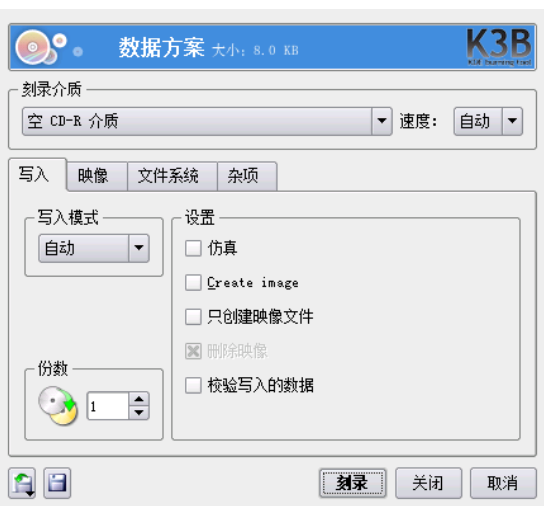 数据方案 大小: 8.0 KB
K3B
刻录介质
空 CD-R 介质 速度: 自动
写入 映像 文件系统 杂项
写入模式
自动
设置
仿真
Create image
只创建映像文件
删除映像
校验写入的数据
份数
1
刻录 关闭 取消